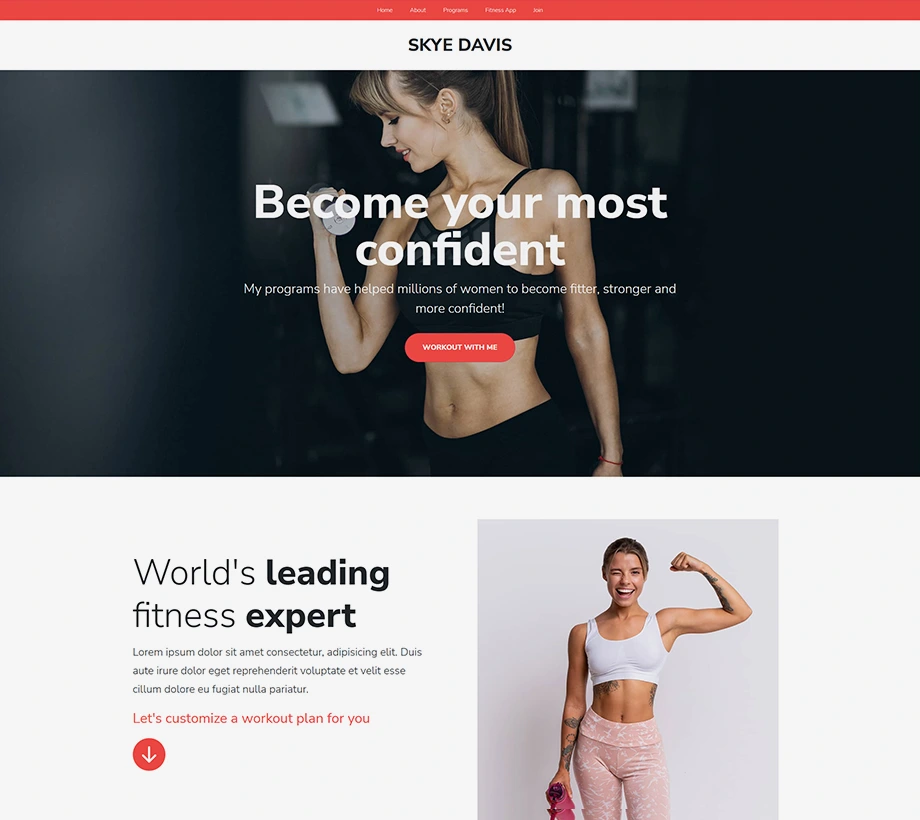 Home About Programs Fitness App Join
SKYE DAVIS
Become your most
confident
My programs have helped millions of women to become fitter, stronger and
more confident!
WORKOUT WITH ME
World's leading
fitness expert
Lorem ipsum dolor sit amet consectetur, adipisicing elit. Duis
aute irure dolor eget reprehenderit voluptate et velit esse
cillum dolore eu fugiat nulla pariatur.
Let's customize a workout plan for you